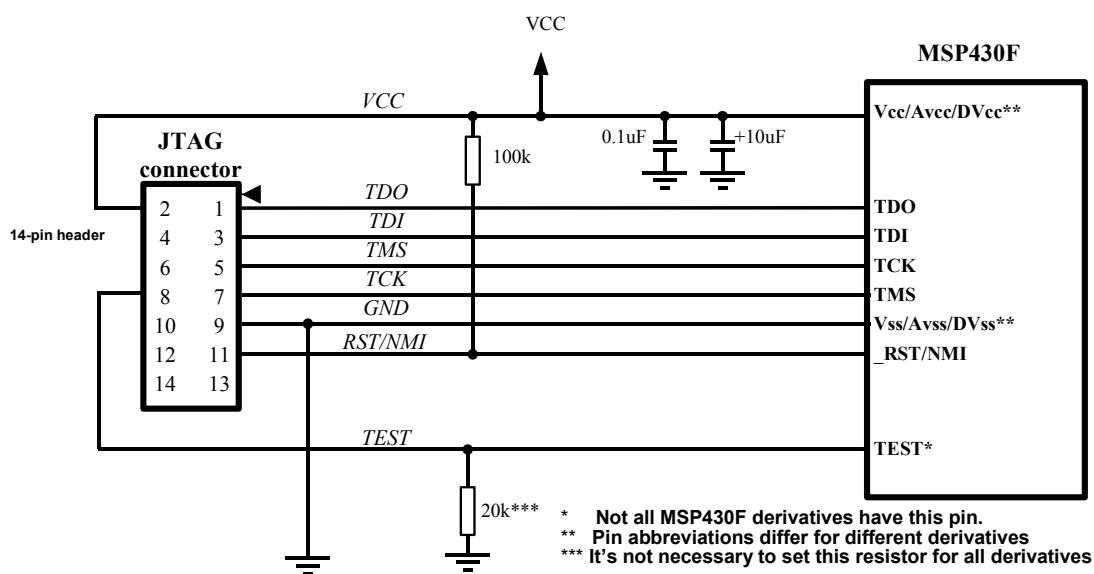 VCC
MSP430F
VCC
Vcc/Avcc/DVcc**
0.1uF
+10uF
JTAG
connector
100k
14-pin header
2 1
4 3
6 5
8 7
10 9
12 11
14 13
TDO
TDI
TMS
TCK
GND
RST/NMI
TEST
TDO
TDI
TCK
TMS
Vss/Avss/DVss**
_RST/NMI
TEST*
20k***
* Not all MSP430F derivatives have this pin.
** Pin abbreviations differ for different derivatives
*** It's not necessary to set this resistor for all derivatives